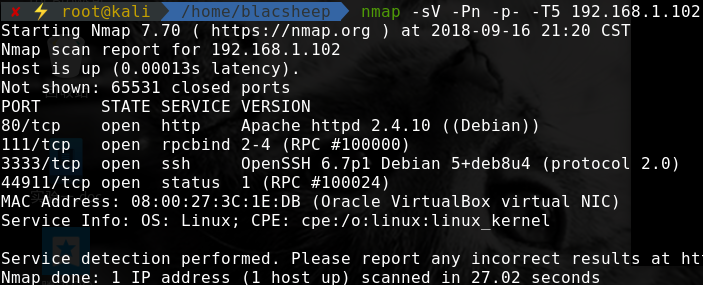 ✘ ⚡ root@kali /home/blacsheep nmap -sV -Pn -p- -T5 192.168.1.102
Starting Nmap 7.70 ( https://nmap.org ) at 2018-09-16 21:20 CST
Nmap scan report for 192.168.1.102
Host is up (0.00013s latency).
Not shown: 65531 closed ports
PORT      STATE SERVICE VERSION
80/tcp    open  http    Apache httpd 2.4.10 ((Debian))
111/tcp   open  rpcbind 2-4 (RPC #100000)
3333/tcp  open  ssh     OpenSSH 6.7p1 Debian 5+deb8u4 (protocol 2.0)
44911/tcp open  status  1 (RPC #100024)
MAC Address: 08:00:27:3C:1E:DB (Oracle VirtualBox virtual NIC)
Service Info: OS: Linux; CPE: cpe:/o:linux:linux_kernel
Service detection performed. Please report any incorrect results at htt
Nmap done: 1 IP address (1 host up) scanned in 27.02 seconds